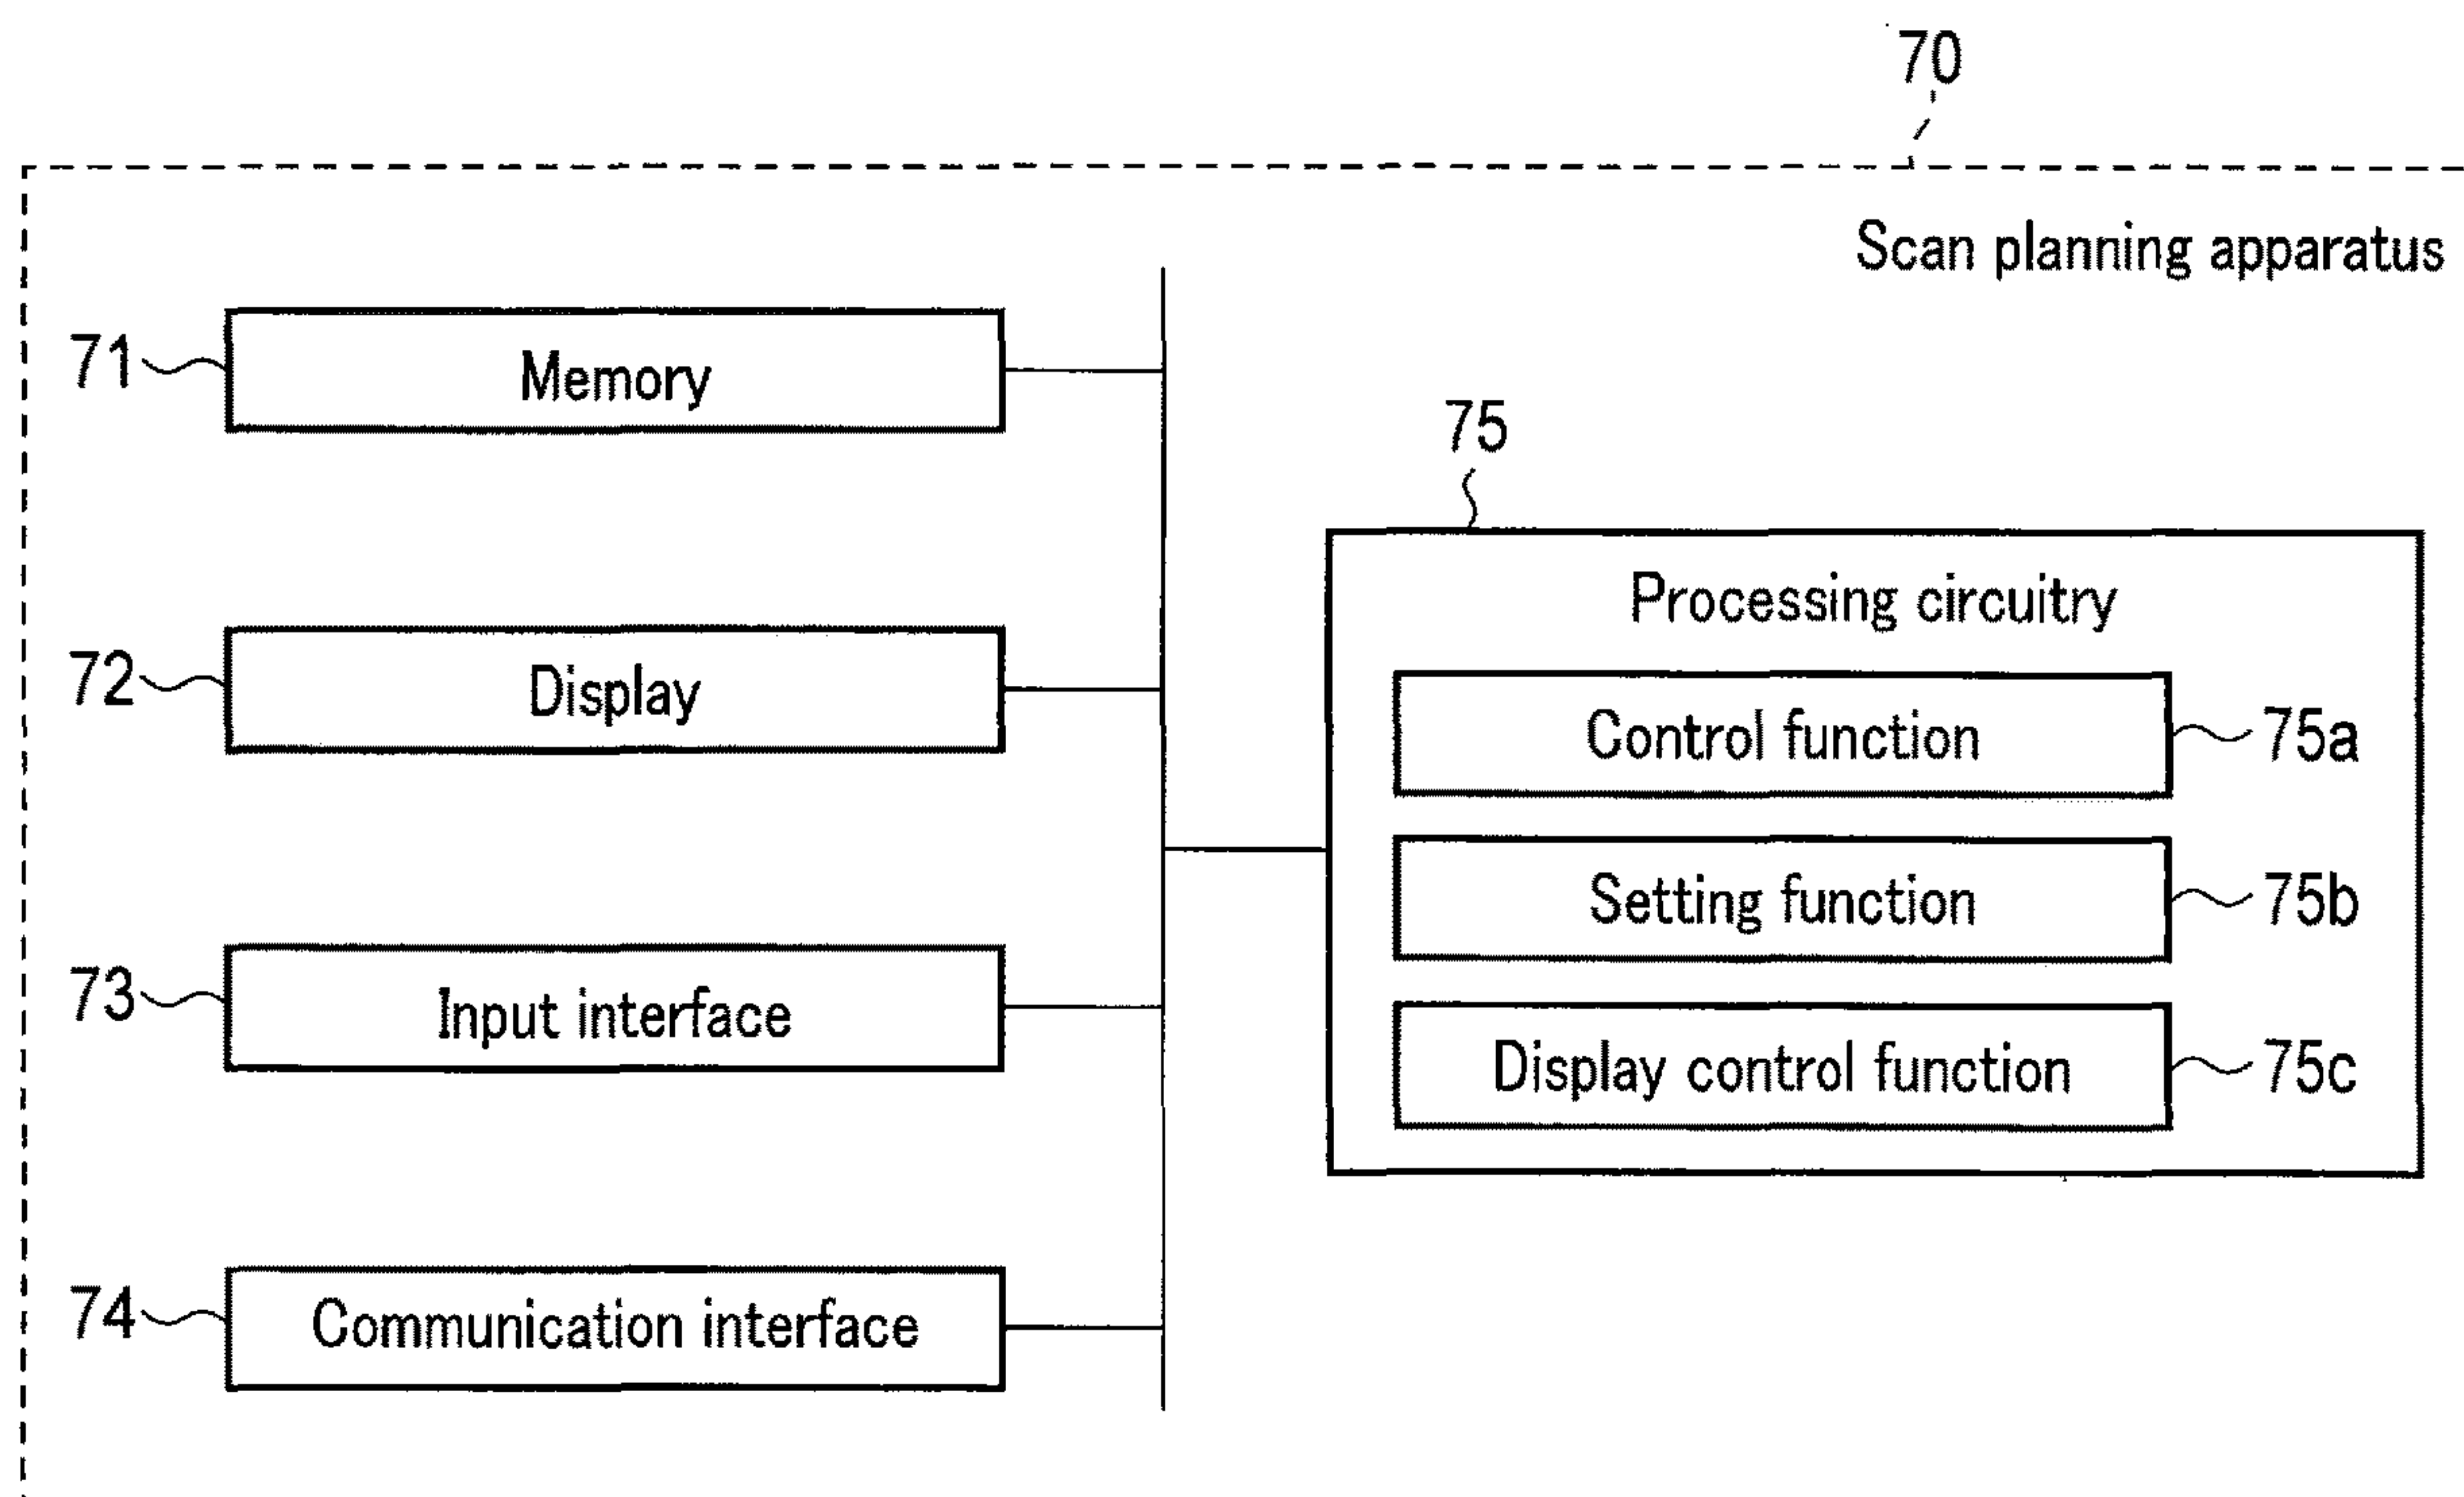 70
Scan planning apparatus
71
Memory
75
Processing circuitry
72
Display
Control function
75a
Setting function
75b
73
Input interface
Display control function
75c
74
Communication interface